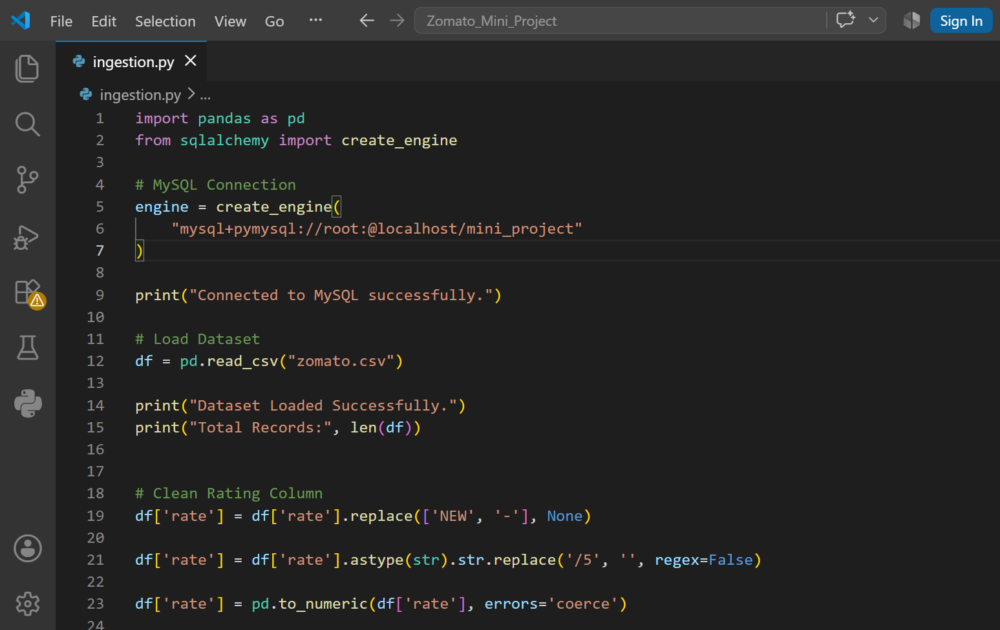 File Edit Selection View Go ··· Zomato_Mini_Project Sign In
ingestion.py
ingestion.py > ...
1 import pandas as pd
2 from sqlalchemy import create_engine
3
4 # MySQL Connection
5 engine = create_engine(
6     "mysql+pymysql://root:@localhost/mini_project"
7 )
8
9 print("Connected to MySQL successfully.")
10
11 # Load Dataset
12 df = pd.read_csv("zomato.csv")
13
14 print("Dataset Loaded Successfully.")
15 print("Total Records:", len(df))
16
17
18 # Clean Rating Column
19 df['rate'] = df['rate'].replace(['NEW', '-'], None)
20
21 df['rate'] = df['rate'].astype(str).str.replace('/5', '', regex=False)
22
23 df['rate'] = pd.to_numeric(df['rate'], errors='coerce')
24